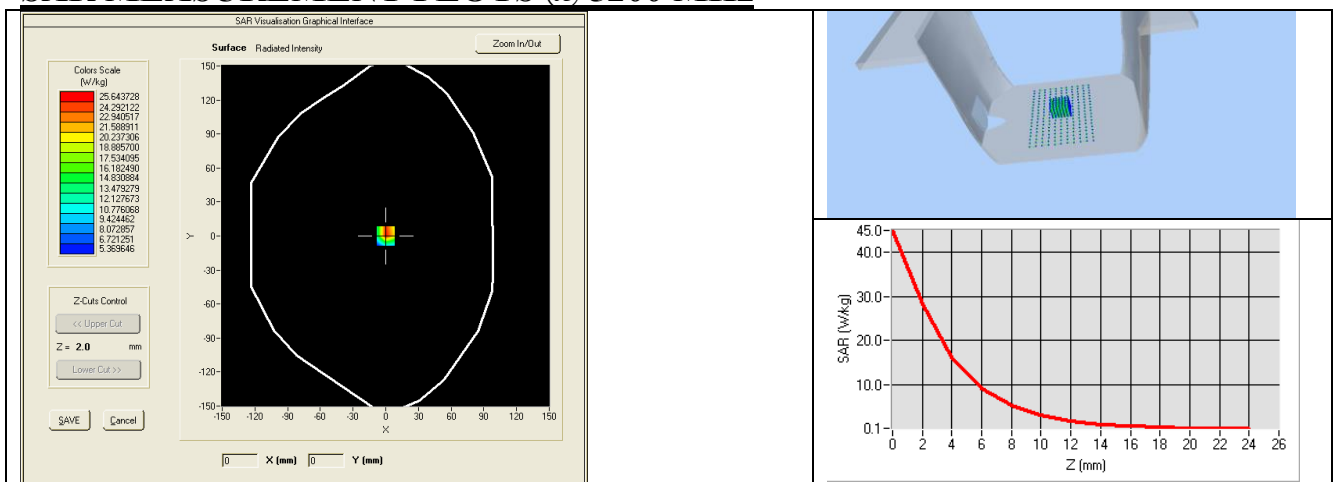 SAR MEASUREMENT PLOTS @ 5200 MHz
SAR Visualisation Graphical Interface
Surface Radiated Intensity
Zoom In/Out
Colors Scale
(W/kg)
25.643728
24.292122
22.940517
21.588911
20.237306
18.885700
17.534095
16.182490
14.830884
13.479279
12.127673
10.776068
9.424462
8.072857
6.721251
5.369646
Z-Cuts Control
<< Upper Cut
Z = 2.0 mm
Lower Cut >>
SAVE Cancel
Y
150
120
90
60
30
0
-30
-60
-90
-120
-150
-150 -120 -90 -60 -30 0 30 60 90 120 150
X
0 X (mm) 0 Y (mm)
SAR (W/kg)
45.0
40.0
30.0
20.0
10.0
0.1
0 2 4 6 8 10 12 14 16 18 20 22 24 26
Z (mm)